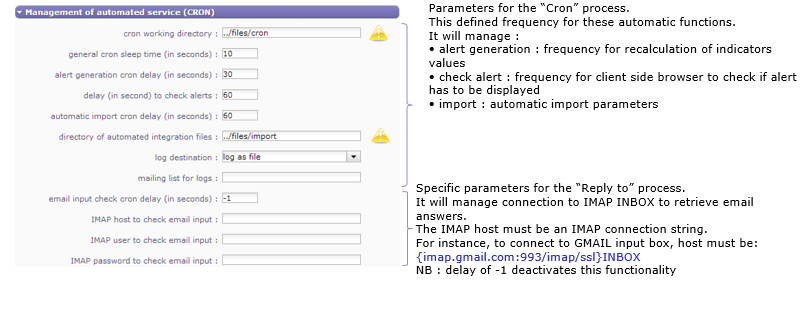 Management of automated service (CRON)
cron working directory : ../files/cron
general cron sleep time (in seconds) : 10
alert generation cron delay (in seconds) : 30
delay (in second) to check alerts : 60
automatic import cron delay (in seconds) : 60
directory of automated integration files : ../files/import
log destination : log as file
mailing list for logs :
email input check cron delay (in seconds) : -1
IMAP host to check email input :
IMAP user to check email input :
IMAP password to check email input :
Parameters for the “Cron” process.
This defined frequency for these automatic functions.
It will manage :
• alert generation : frequency for recalculation of indicators
values
• check alert : frequency for client side browser to check if alert
has to be displayed
• import : automatic import parameters
Specific parameters for the “Reply to” process.
It will manage connection to IMAP INBOX to retrieve email
answers.
The IMAP host must be an IMAP connection string.
For instance, to connect to GMAIL input box, host must be:
{imap.gmail.com:993/imap/ssl}INBOX
NB : delay of -1 deactivates this functionality